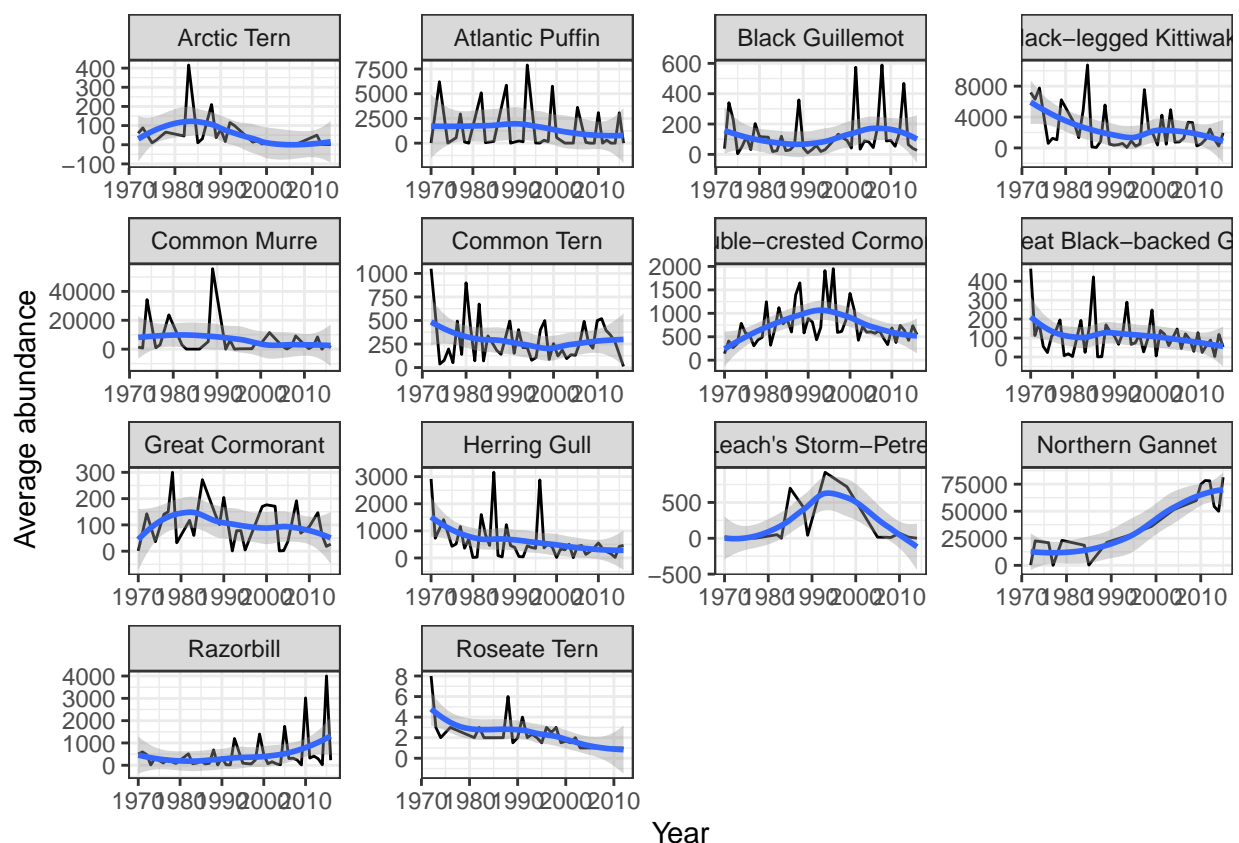 Arctic Tern
Atlantic Puffin
Black Guillemot
lack−legged Kittiwak
400
300
200
100
0
−100
7500
5000
2500
0
600
400
200
0
8000
4000
0
1970 1980 1990 2000 2010
1970 1980 1990 2000 2010
1970 1980 1990 2000 2010
1970 1980 1990 2000 2010
Common Murre
Common Tern
uble−crested Cormor
eat Black−backed G
40000
20000
0
1000
750
500
250
0
2000
1500
1000
500
0
400
300
200
100
0
1970 1980 1990 2000 2010
1970 1980 1990 2000 2010
1970 1980 1990 2000 2010
1970 1980 1990 2000 2010
Average abundance
Great Cormorant
Herring Gull
Leach's Storm−Petre
Northern Gannet
300
200
100
0
3000
2000
1000
0
500
0
−500
75000
50000
25000
0
1970 1980 1990 2000 2010
1970 1980 1990 2000 2010
1970 1980 1990 2000 2010
1970 1980 1990 2000 2010
Razorbill
Roseate Tern
4000
3000
2000
1000
0
8
6
4
2
0
1970 1980 1990 2000 2010
1970 1980 1990 2000 2010
Year